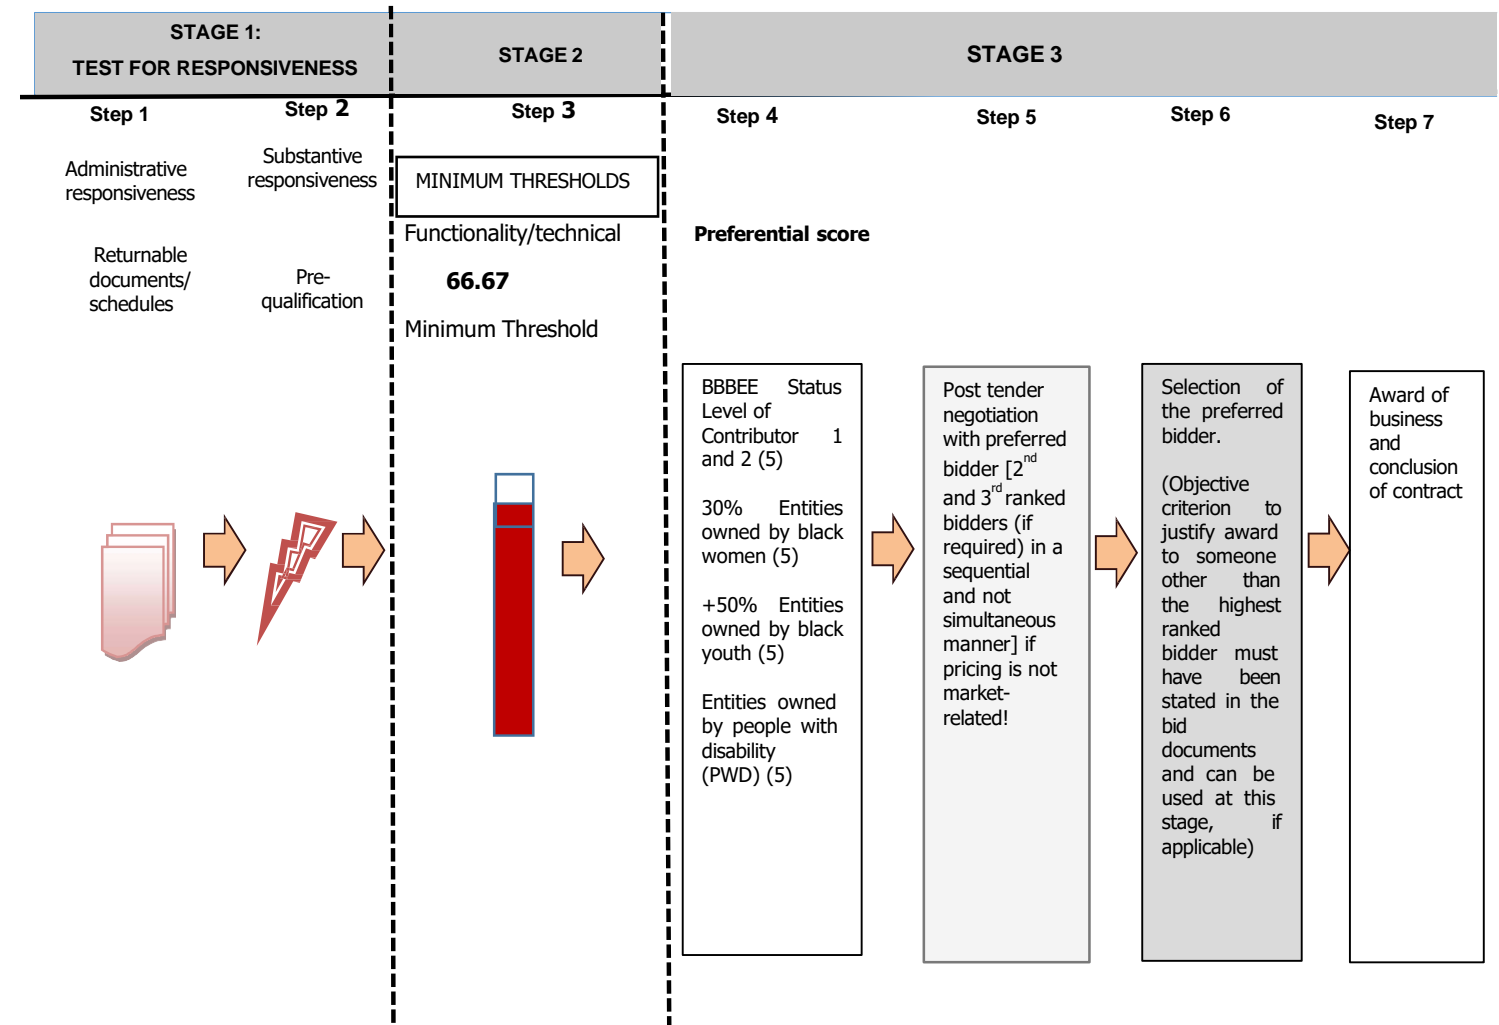 STAGE 1:
TEST FOR RESPONSIVENESS
STAGE 2
STAGE 3
Step 1
Step 2
Step 3
Step 4
Step 5
Step 6
Step 7
Administrative
responsiveness
Substantive
responsiveness
MINIMUM THRESHOLDS
Returnable
documents/
schedules
Pre-
qualification
Functionality/technical
66.67
Minimum Threshold
Preferential score
BBBEE Status
Level of
Contributor 1
and 2 (5)
30% Entities
owned by black
women (5)
+50% Entities
owned by black
youth (5)
Entities owned
by people with
disability
(PWD) (5)
Post tender
negotiation
with preferred
bidder [2nd
and 3rd ranked
bidders (if
required) in a
sequential
and not
simultaneous
manner] if
pricing is not
market-
related!
Selection of
the preferred
bidder.
(Objective
criterion to
justify award
to someone
other than
the highest
ranked
bidder must
have been
stated in the
bid
documents
and can be
used at this
stage, if
applicable)
Award of
business
and
conclusion
of contract